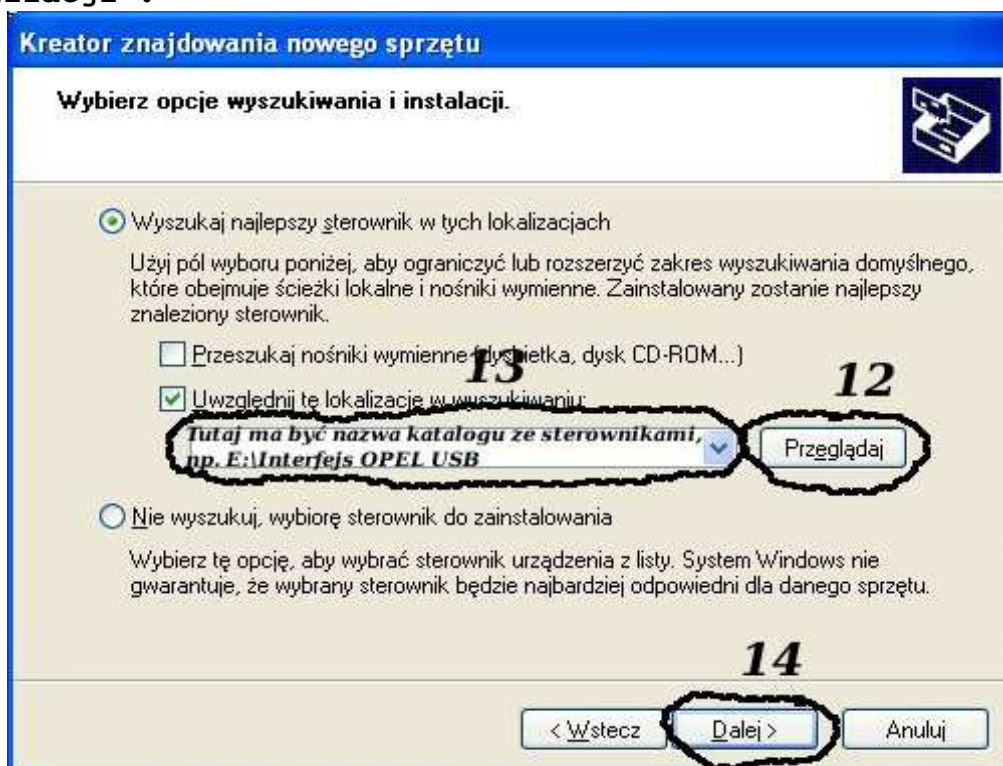 Kreator znajdowania nowego sprzętu
Wybierz opcje wyszukiwania i instalacji.
Wyszukaj najlepszy sterownik w tych lokalizacjach
Użyj pól wyboru poniżej, aby ograniczyć lub rozszerzyć zakres wyszukiwania domyślnego,
które obejmuje ścieżki lokalne i nośniki wymienne. Zainstalowany zostanie najlepszy
znaleziony sterownik.
Przeszukaj nośniki wymienne (dyskietka, dysk CD-ROM...)
13
12
Uwzględnij tę lokalizację w wyszukiwaniu:
Tutaj ma być nazwa katalogu ze sterownikami,
np. E:\Interfejs OPEL USB
Przeglądaj
Nie wyszukuj, wybiorę sterownik do zainstalowania
Wybierz tę opcję, aby wybrać sterownik urządzenia z listy. System Windows nie
gwarantuje, że wybrany sterownik będzie najbardziej odpowiedni dla danego sprzętu.
14
< Wstecz
Dalej >
Anuluj